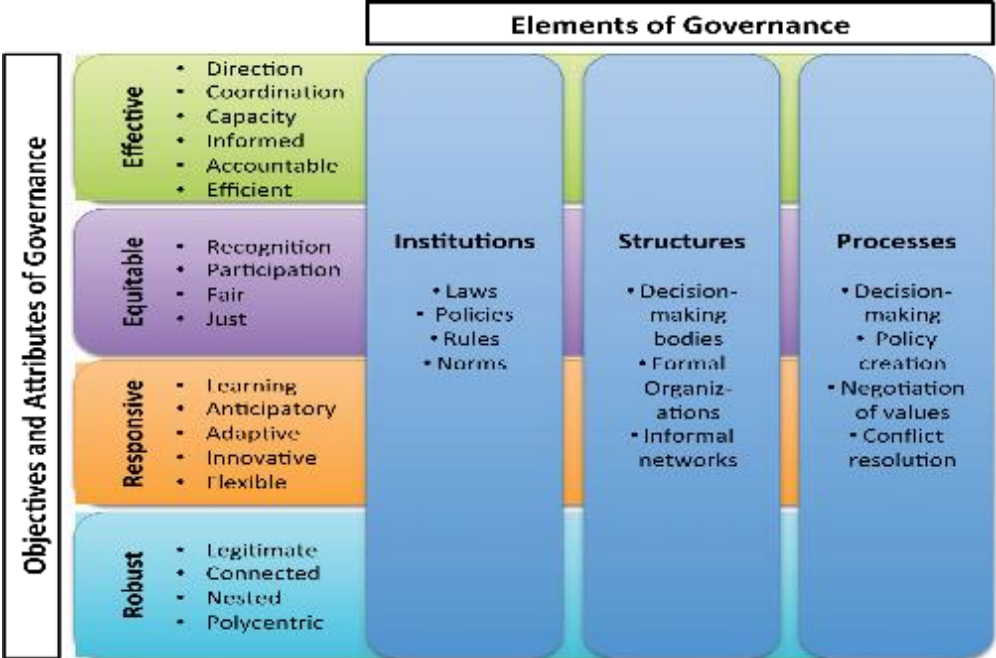 Elements of Governance
Objectives and Attributes of Governance
Effective
• Direction
• Coordination
• Capacity
• Informed
• Accountable
• Efficient
Equitable
• Recognition
• Participation
• Fair
• Just
Responsive
• Learning
• Anticipatory
• Adaptive
• Innovative
• Flexible
Robust
• Legitimate
• Connected
• Nested
• Polycentric
Institutions
• Laws
• Policies
• Rules
• Norms
Structures
• Decision-
making
bodies
• Formal
Organiz-
ations
• Informal
networks
Processes
• Decision-
making
• Policy
creation
• Negotiation
of values
• Conflict
resolution